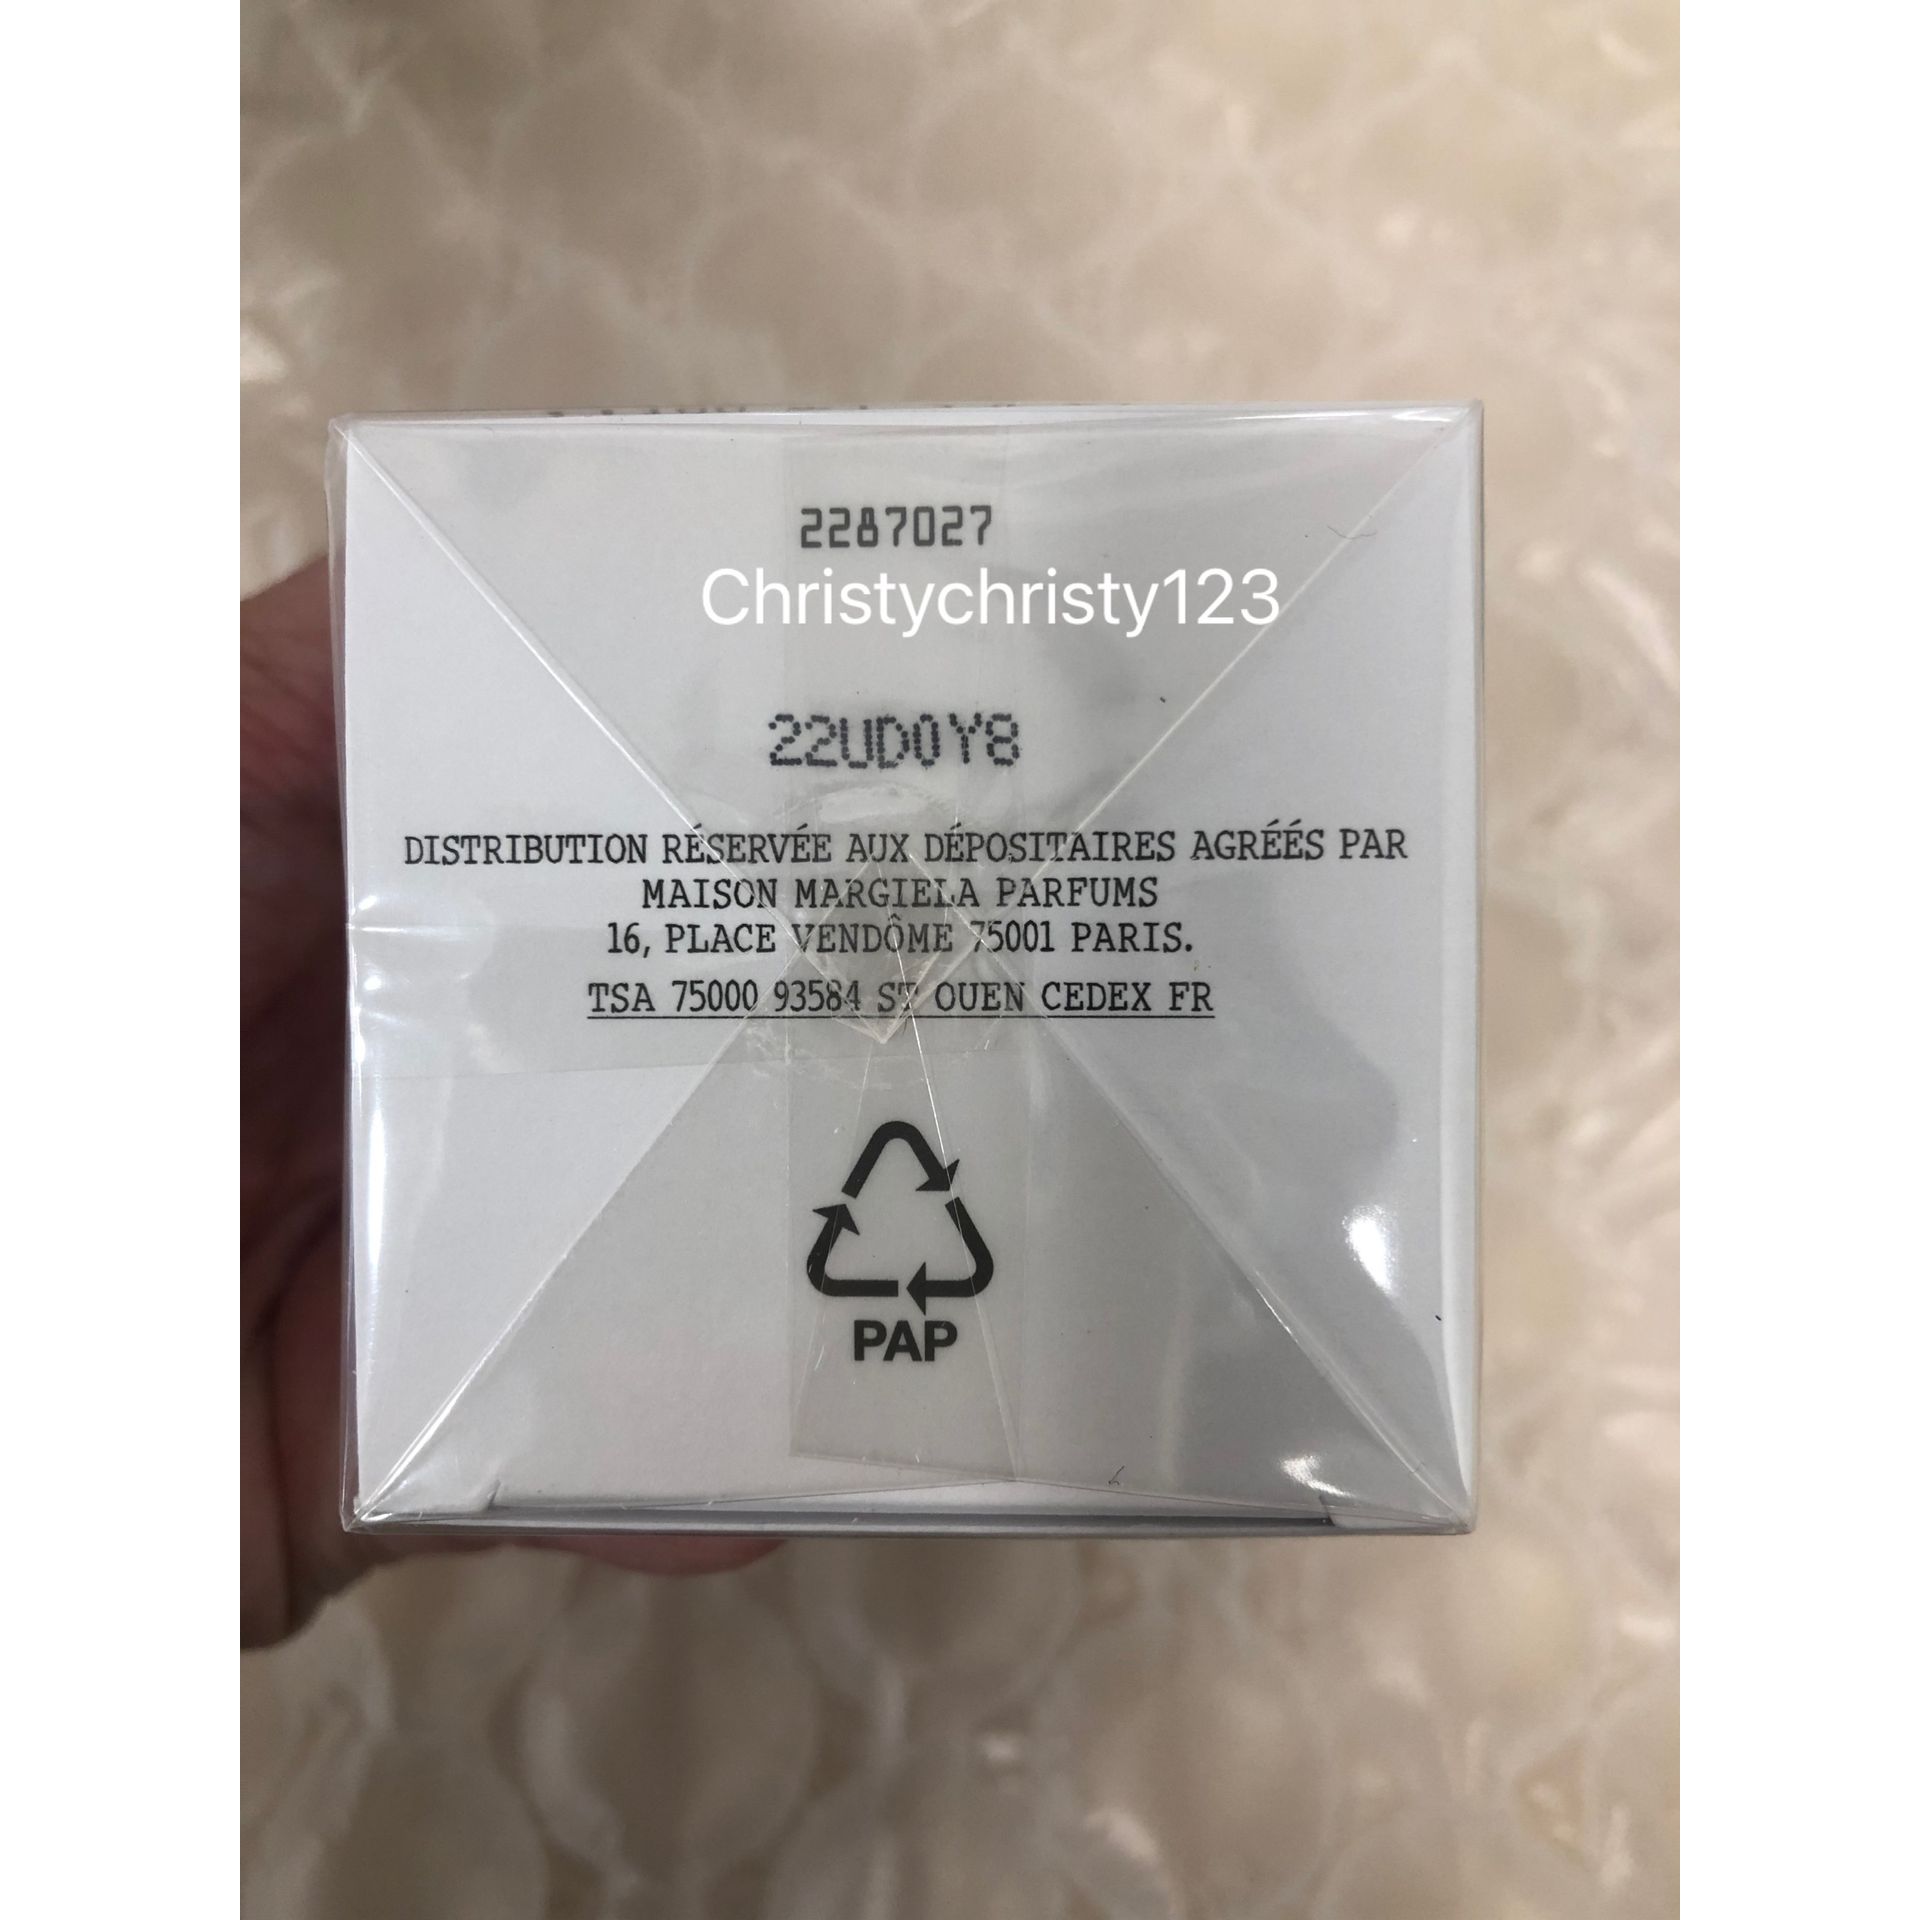 2287027
Christychristy123
22UD0Y8
DISTRIBUTION RÉSERVÉE AUX DÉPOSITAIRES AGRÉÉS PAR
MAISON MARGIELA PARFUMS
16, PLACE VENDÔME 75001 PARIS.
TSA 75000 93584 ST OUEN CEDEX FR
PAP